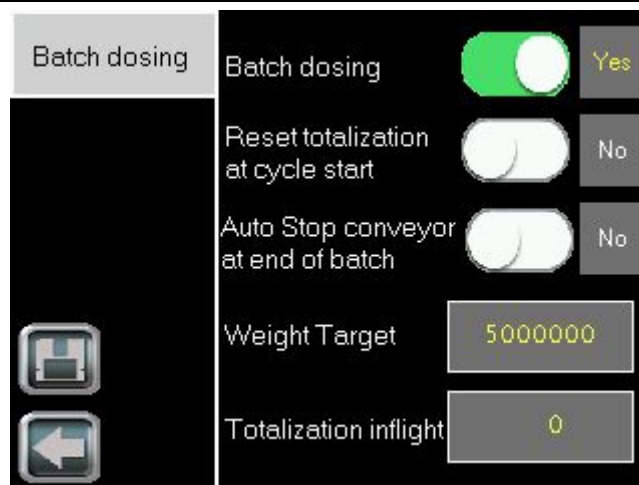 Batch dosing
Batch dosing
Yes
Reset totalization
at cycle start
No
Auto Stop conveyor
at end of batch
No
Weight Target
5000000
Totalization inflight
0